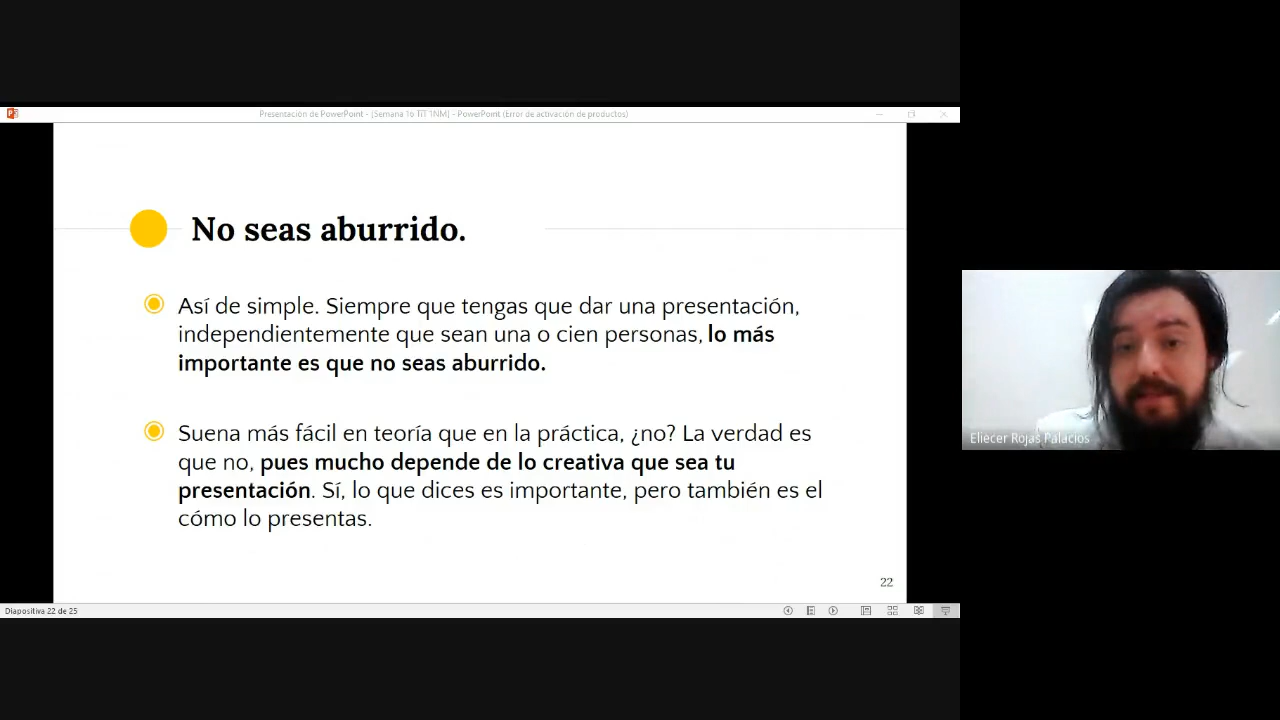 Presentación de PowerPoint - [Semana 16 TIT 1NM] - PowerPoint (Error de activación de productos)
No seas aburrido.
Así de simple. Siempre que tengas que dar una presentación,
independientemente que sean una o cien personas, lo más
importante es que no seas aburrido.
Suena más fácil en teoría que en la práctica, ¿no? La verdad es
que no, pues mucho depende de lo creativa que sea tu
presentación. Sí, lo que dices es importante, pero también es el
cómo lo presentas.
22
Diapositiva 22 de 25
Eliecer Rojas Palacios